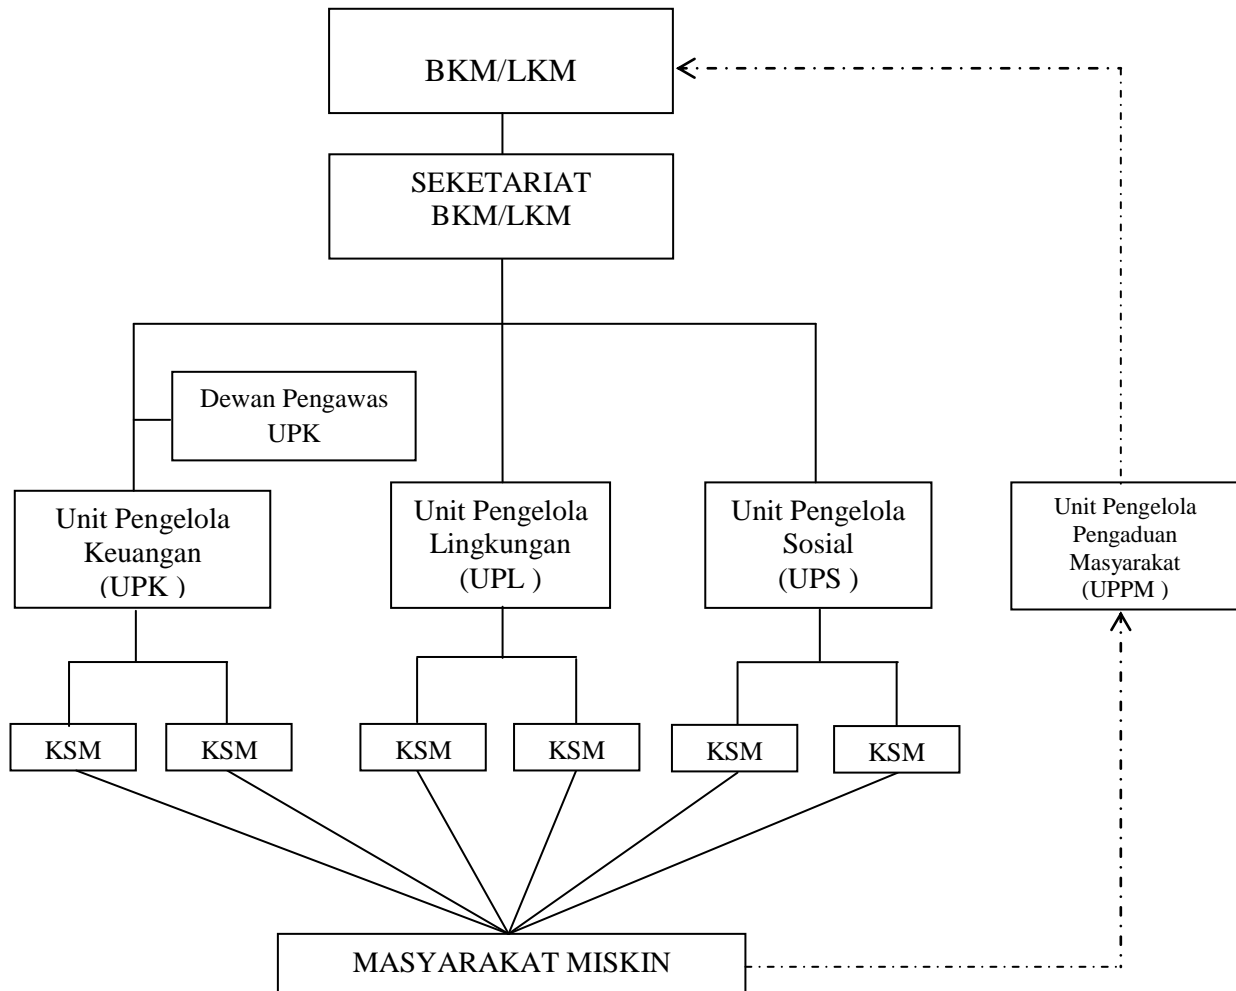 BKM/LKM
SEKETARIAT
BKM/LKM
Dewan Pengawas
UPK
Unit Pengelola
Keuangan
(UPK )
Unit Pengelola
Lingkungan
(UPL )
Unit Pengelola
Sosial
(UPS )
Unit Pengelola
Pengaduan
Masyarakat
(UPPM )
KSM
KSM
KSM
KSM
KSM
KSM
MASYARAKAT MISKIN